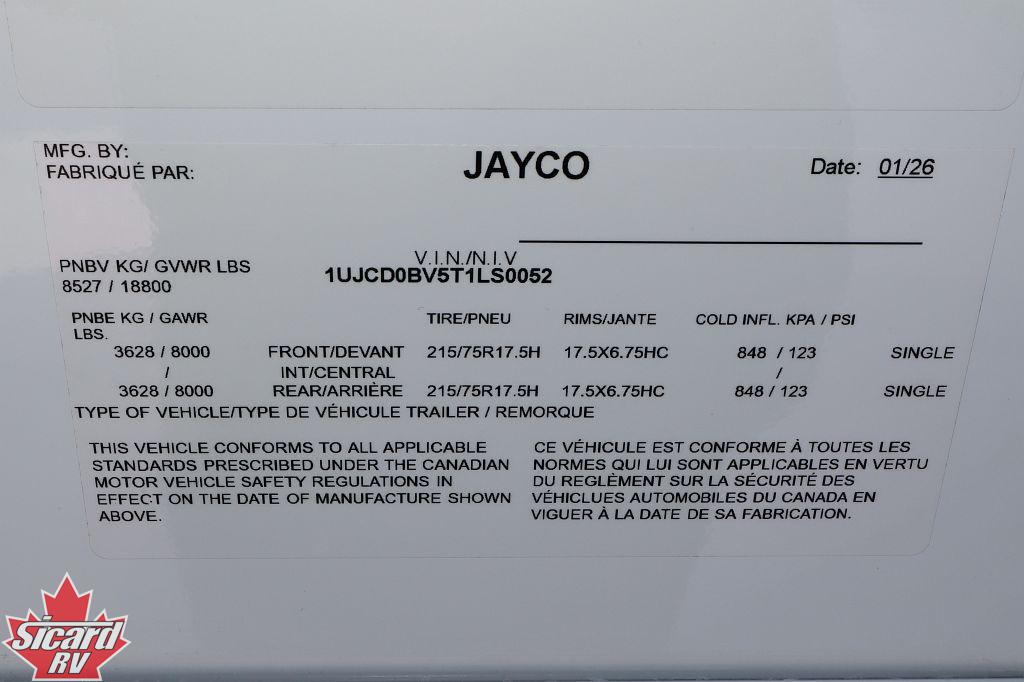 MFG. BY:
FABRIQUÉ PAR:
JAYCO
Date: 01/26
V.I.N./N.I.V
1UJCD0BV5T1LS0052
PNBV KG/ GVWR LBS
8527 / 18800
PNBE KG / GAWR LBS. TIRE/PNEU RIMS/JANTE COLD INFL. KPA / PSI
3628 / 8000 FRONT/DEVANT 215/75R17.5H 17.5X6.75HC 848 / 123 SINGLE
/ INT/CENTRAL /
3628 / 8000 REAR/ARRIÈRE 215/75R17.5H 17.5X6.75HC 848 / 123 SINGLE
TYPE OF VEHICLE/TYPE DE VÉHICULE TRAILER / REMORQUE
THIS VEHICLE CONFORMS TO ALL APPLICABLE
STANDARDS PRESCRIBED UNDER THE CANADIAN
MOTOR VEHICLE SAFETY REGULATIONS IN
EFFECT ON THE DATE OF MANUFACTURE SHOWN
ABOVE.
CE VÉHICULE EST CONFORME À TOUTES LES
NORMES QUI LUI SONT APPLICABLES EN VERTU
DU REGLÈMENT SUR LA SÉCURITÉ DES
VÉHICLUES AUTOMOBILES DU CANADA EN
VIGUER À LA DATE DE SA FABRICATION.
Sicard
RV